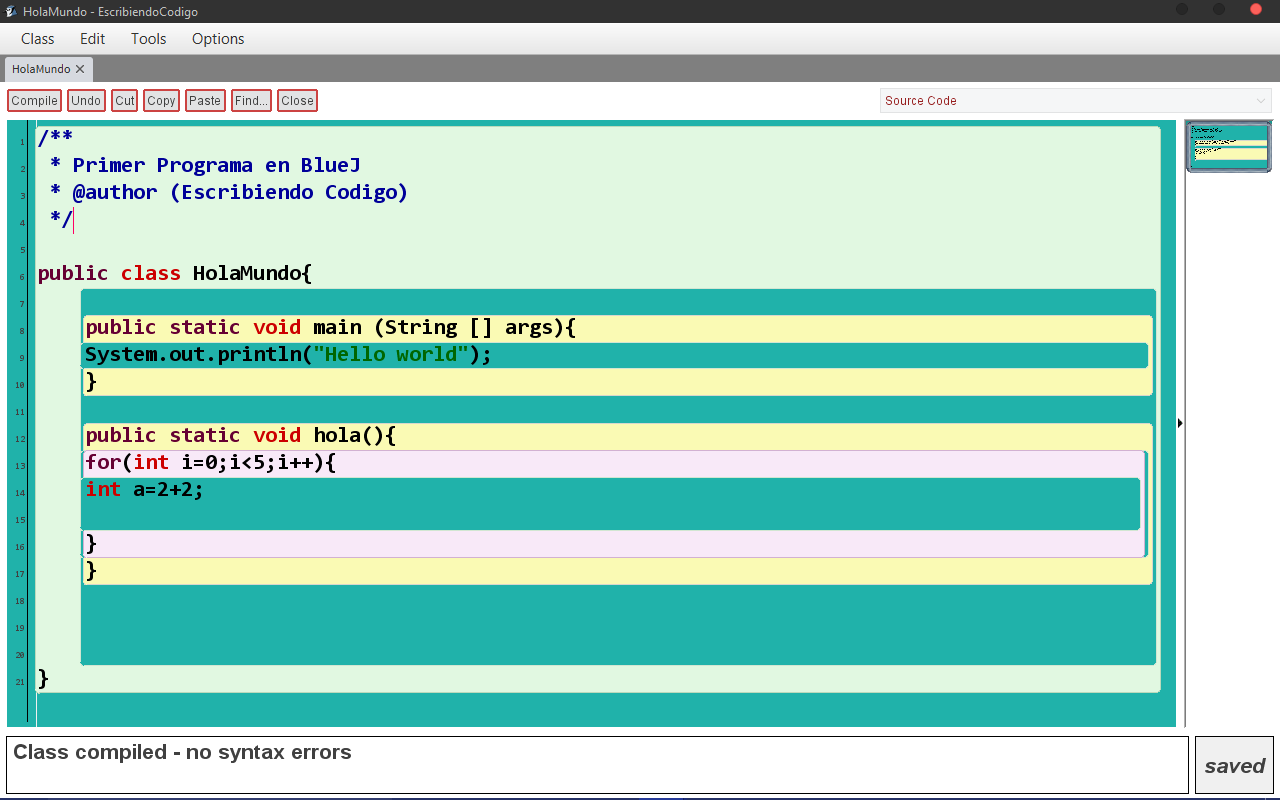 HolaMundo - EscribiendoCodigo
Class Edit Tools Options
HolaMundo
Compile Undo Cut Copy Paste Find... Close Source Code
1 /**
2 * Primer Programa en BlueJ
3 * @author (Escribiendo Codigo)
4 */
5
6 public class HolaMundo{
7
8 public static void main (String [] args){
9 System.out.println("Hello world");
10 }
11
12 public static void hola(){
13 for(int i=0;i<5;i++){
14 int a=2+2;
15
16 }
17 }
18
19
20
21 }
Class compiled - no syntax errors
saved